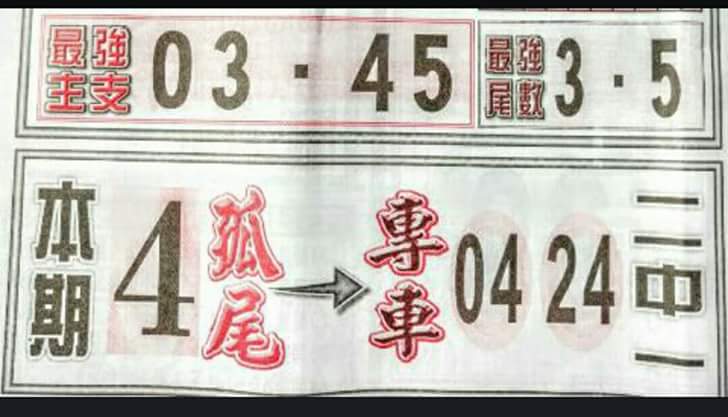 最強主支 03·45
最強尾數 3·5
本期 4 孤尾 → 專車 04 24 二中一